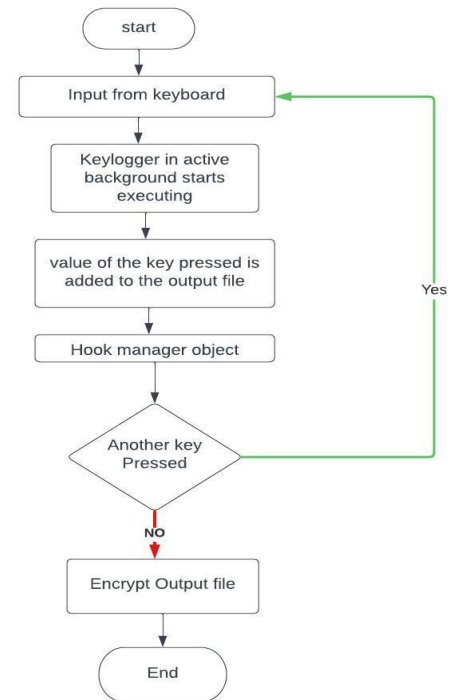 start
Input from keyboard
Keylogger in active
background starts
executing
value of the key pressed is
added to the output file
Hook manager object
Another key
Pressed
Yes
NO
Encrypt Output file
End